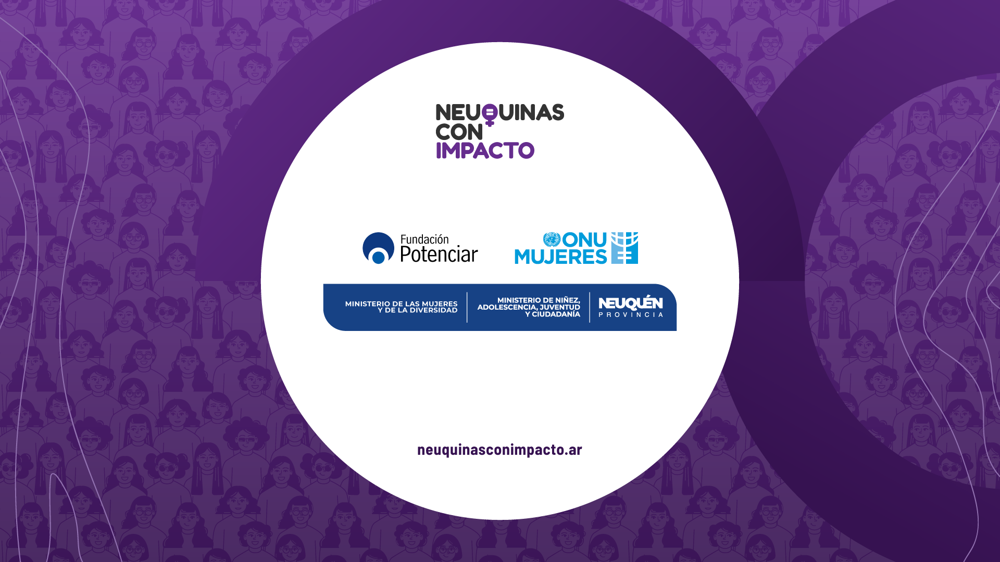 NEUQUINAS
CON
IMPACTO
Fundación
Potenciar
ONU
MUJERES
MINISTERIO DE LAS MUJERES
Y DE LA DIVERSIDAD
MINISTERIO DE NIÑEZ,
ADOLESCENCIA, JUVENTUD
Y CIUDADANÍA
NEUQUÉN
PROVINCIA
neuquinasconimpacto.ar